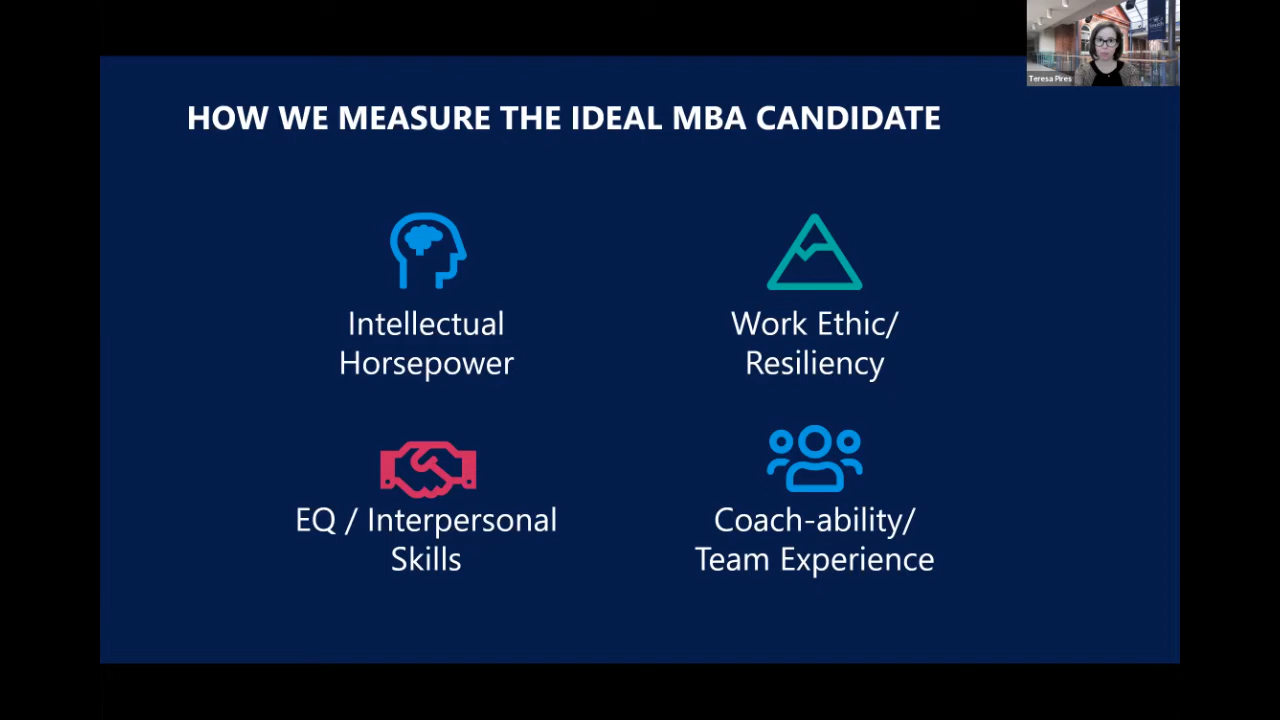 Teresa Pires
HOW WE MEASURE THE IDEAL MBA CANDIDATE
Intellectual
Horsepower
Work Ethic/
Resiliency
EQ / Interpersonal
Skills
Coach-ability/
Team Experience